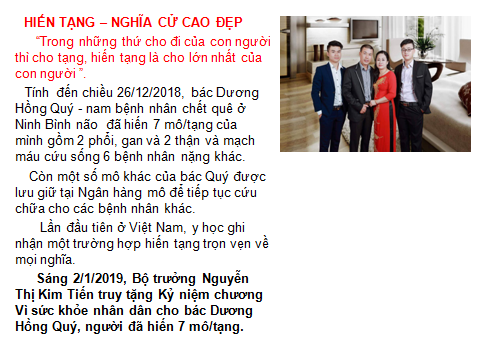 HIẾN TẠNG – NGHĨA CỬ CAO ĐẸP
“Trong những thứ cho đi của con người
thì cho tạng, hiến tạng là cho lớn nhất của
con người ”.
Tính đến chiều 26/12/2018, bác Dương
Hồng Quý - nam bệnh nhân chết quê ở
Ninh Bình não đã hiến 7 mô/tạng của
mình gồm 2 phổi, gan và 2 thận và mạch
máu cứu sống 6 bệnh nhân nặng khác.
Còn một số mô khác của bác Quý được
lưu giữ tại Ngân hàng mô để tiếp tục cứu
chữa cho các bệnh nhân khác.
Lần đầu tiên ở Việt Nam, y học ghi
nhận một trường hợp hiến tạng trọn vẹn về
mọi nghĩa.
Sáng 2/1/2019, Bộ trưởng Nguyễn
Thị Kim Tiến truy tặng Kỷ niệm chương
Vì sức khỏe nhân dân cho bác Dương
Hồng Quý, người đã hiến 7 mô/tạng.